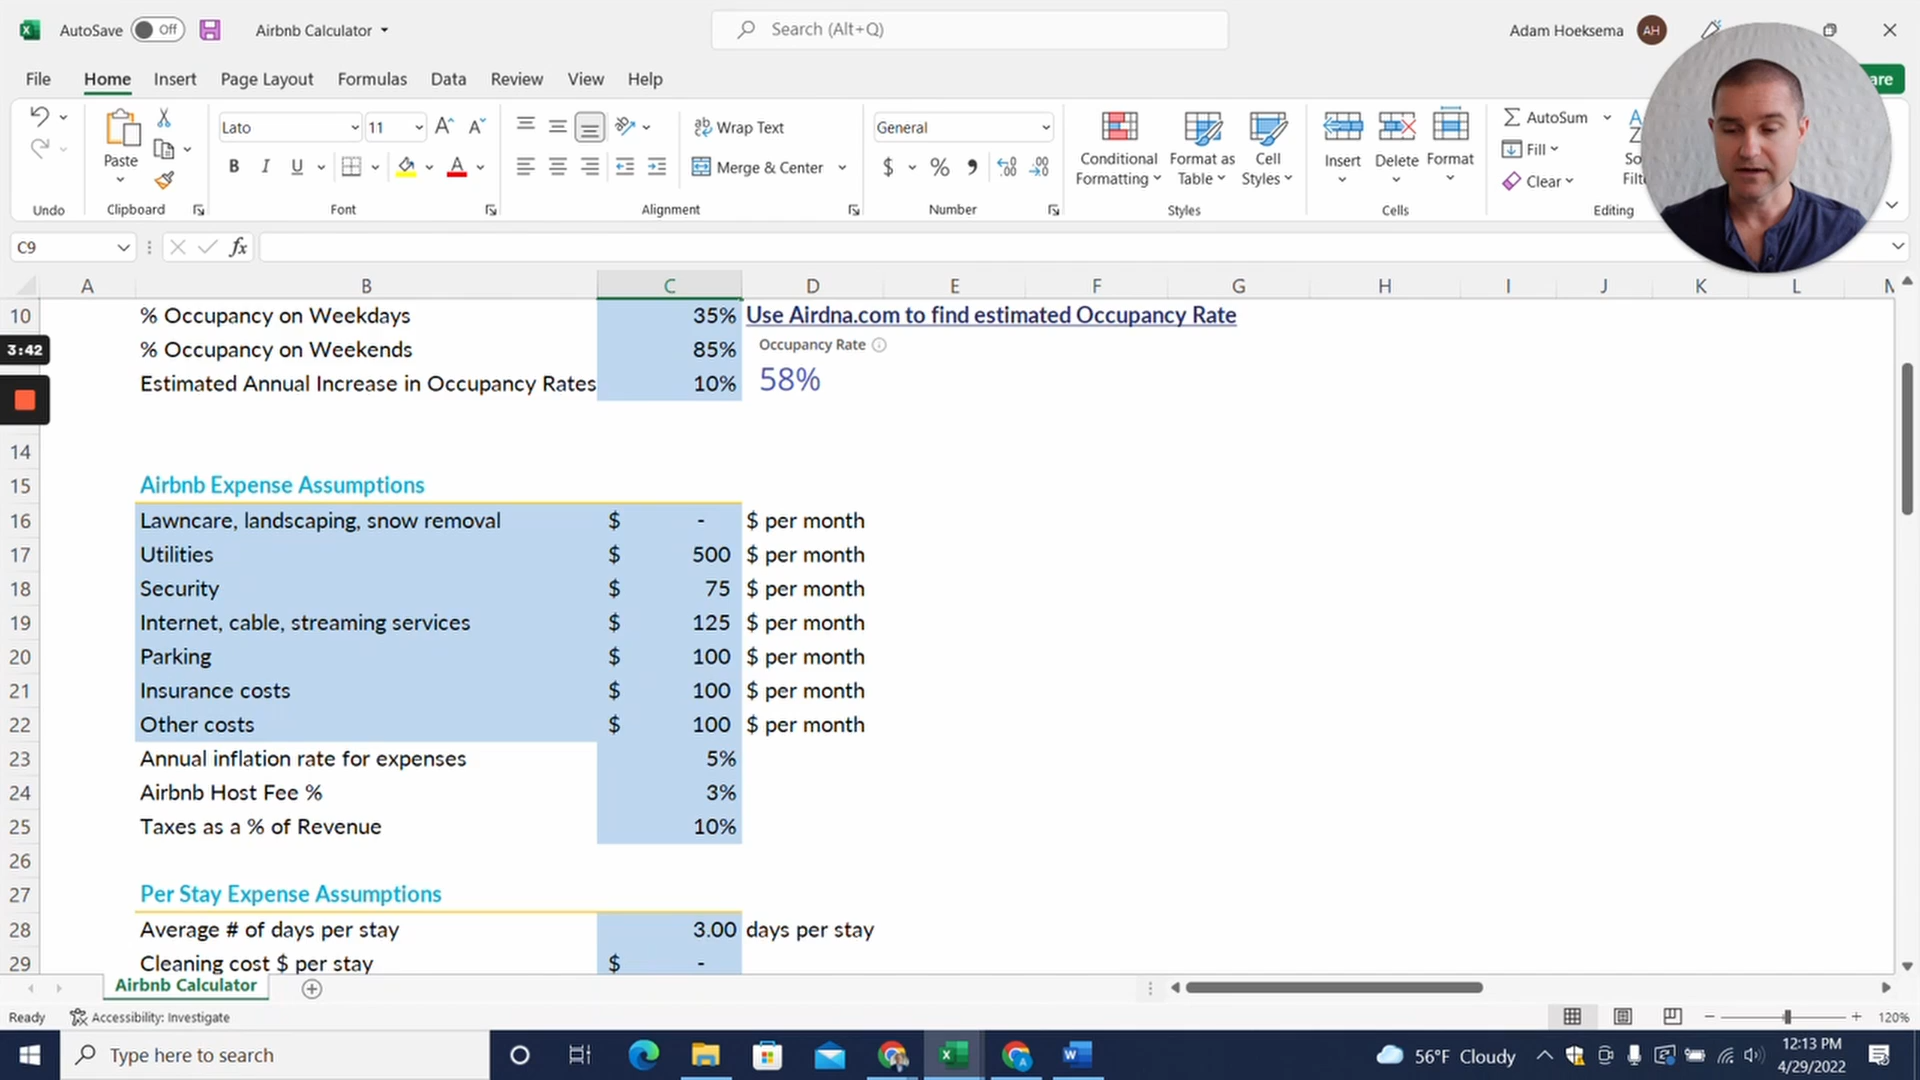 AutoSave Off Airbnb Calculator Search (Alt+Q) Adam Hoeksema AH
File Home Insert Page Layout Formulas Data Review View Help are
Paste Lato 11 Wrap Text General Conditional Formatting Format as Table Cell Styles Insert Delete Format AutoSum
B I U Merge & Center $ % Fill
Clear
Undo Clipboard Font Alignment Number Styles Cells Editing
C9 fx
A B C D E F G H I J K L
10 % Occupancy on Weekdays 35% Use Airdna.com to find estimated Occupancy Rate
3:42 % Occupancy on Weekends 85% Occupancy Rate
Estimated Annual Increase in Occupancy Rates 10% 58%
14
15 Airbnb Expense Assumptions
16 Lawncare, landscaping, snow removal $ - $ per month
17 Utilities $ 500 $ per month
18 Security $ 75 $ per month
19 Internet, cable, streaming services $ 125 $ per month
20 Parking $ 100 $ per month
21 Insurance costs $ 100 $ per month
22 Other costs $ 100 $ per month
23 Annual inflation rate for expenses 5%
24 Airbnb Host Fee % 3%
25 Taxes as a % of Revenue 10%
26
27 Per Stay Expense Assumptions
28 Average # of days per stay 3.00 days per stay
29 Cleaning cost $ per stay $ -
Airbnb Calculator
Ready Accessibility: Investigate 120%
Type here to search 56°F Cloudy 12:13 PM
4/29/2022